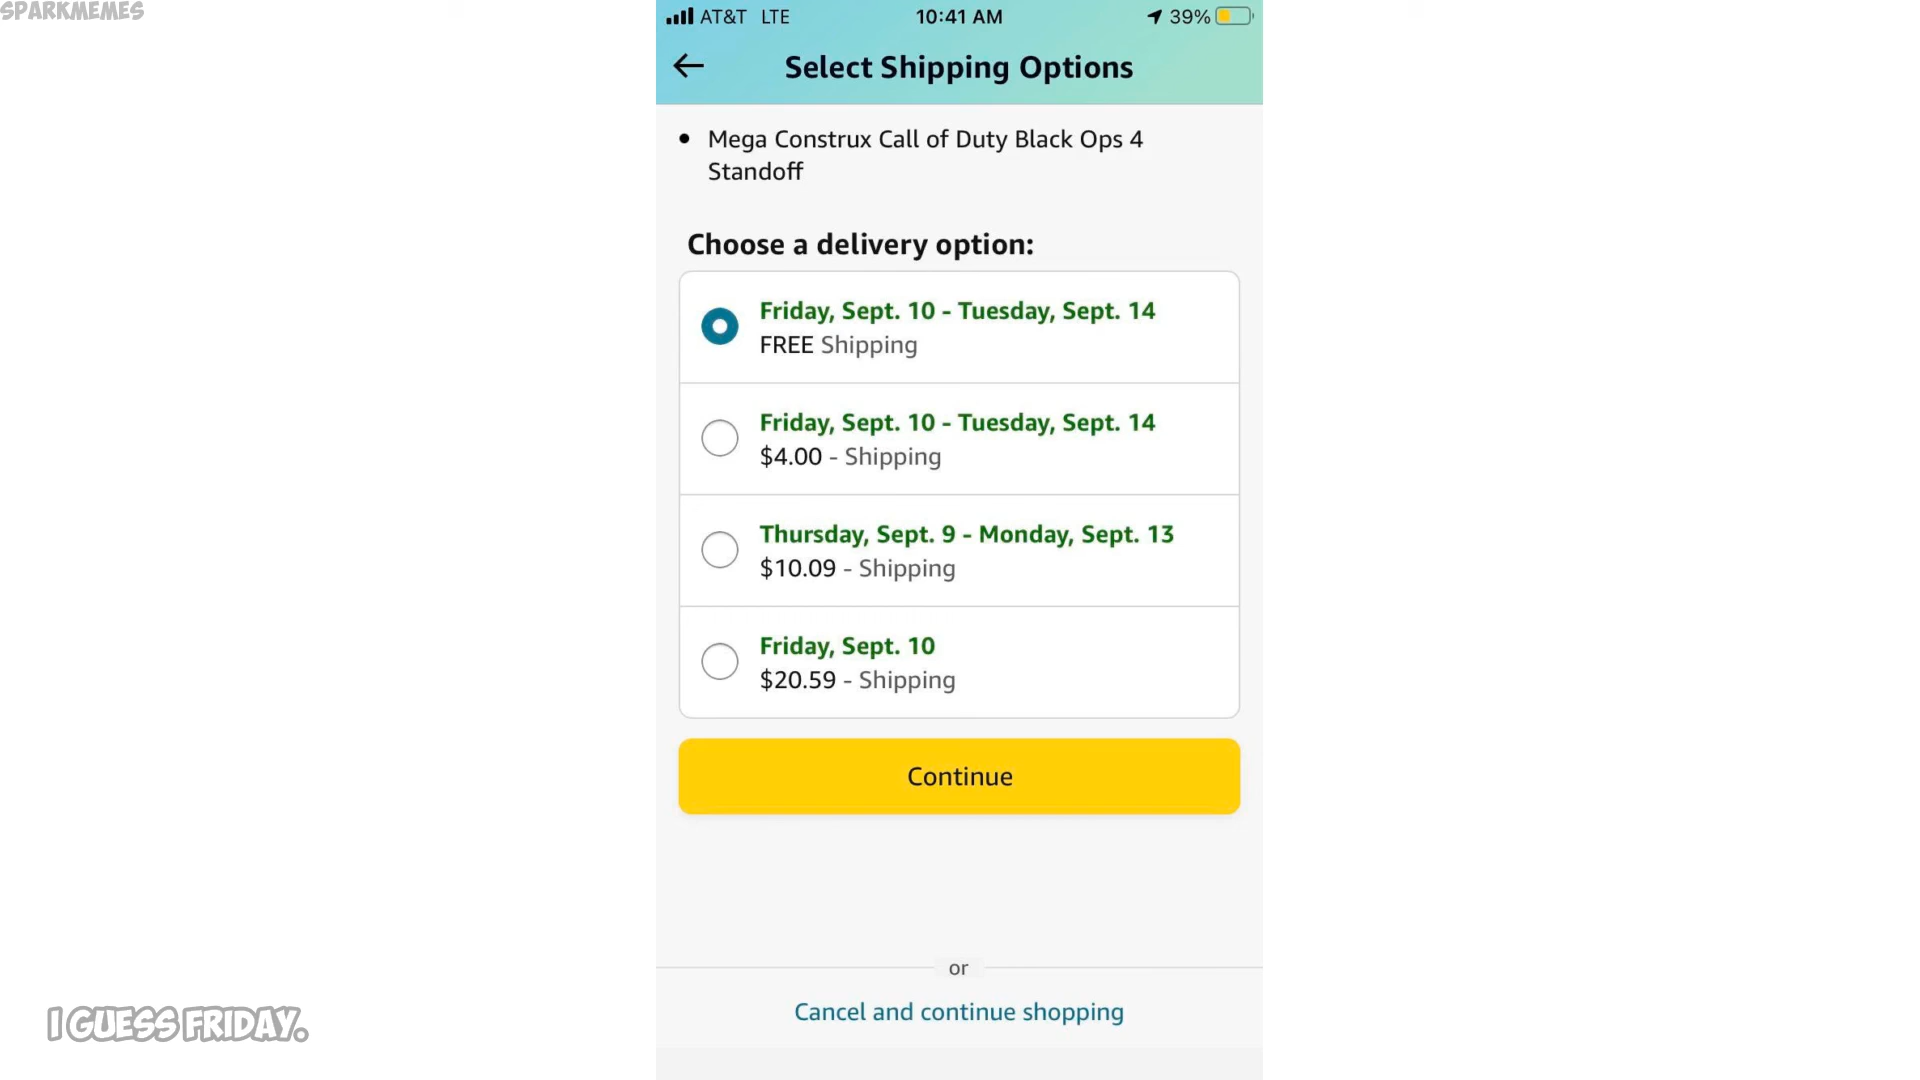 SPARKMEMES
AT&T LTE 10:41 AM 39%
Select Shipping Options
• Mega Construx Call of Duty Black Ops 4
Standoff
Choose a delivery option:
Friday, Sept. 10 - Tuesday, Sept. 14
FREE Shipping
Friday, Sept. 10 - Tuesday, Sept. 14
$4.00 - Shipping
Thursday, Sept. 9 - Monday, Sept. 13
$10.09 - Shipping
Friday, Sept. 10
$20.59 - Shipping
Continue
or
Cancel and continue shopping
I GUESS FRIDAY.